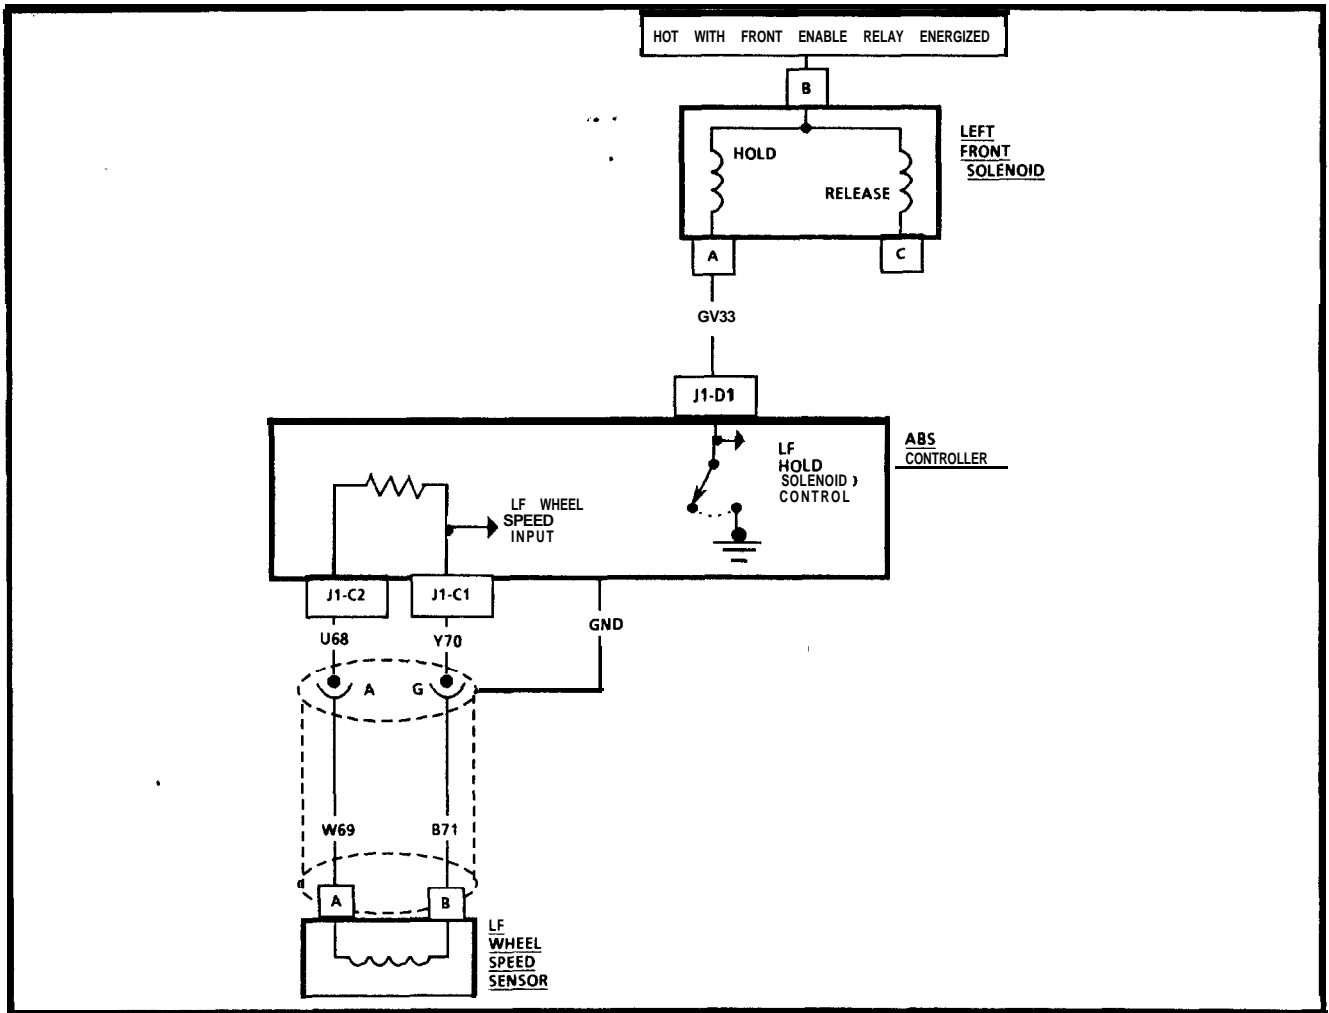 HOT WITH FRONT ENABLE RELAY ENERGIZED
B
LEFT
FRONT
SOLENOID
HOLD
RELEASE
A
C
GV33
J1-D1
ABS
CONTROLLER
LF
HOLD
SOLENOID
CONTROL
LF WHEEL
SPEED
INPUT
J1-C2
J1-C1
GND
U68
Y70
A
G
W69
B71
A
B
LF
WHEEL
SPEED
SENSOR